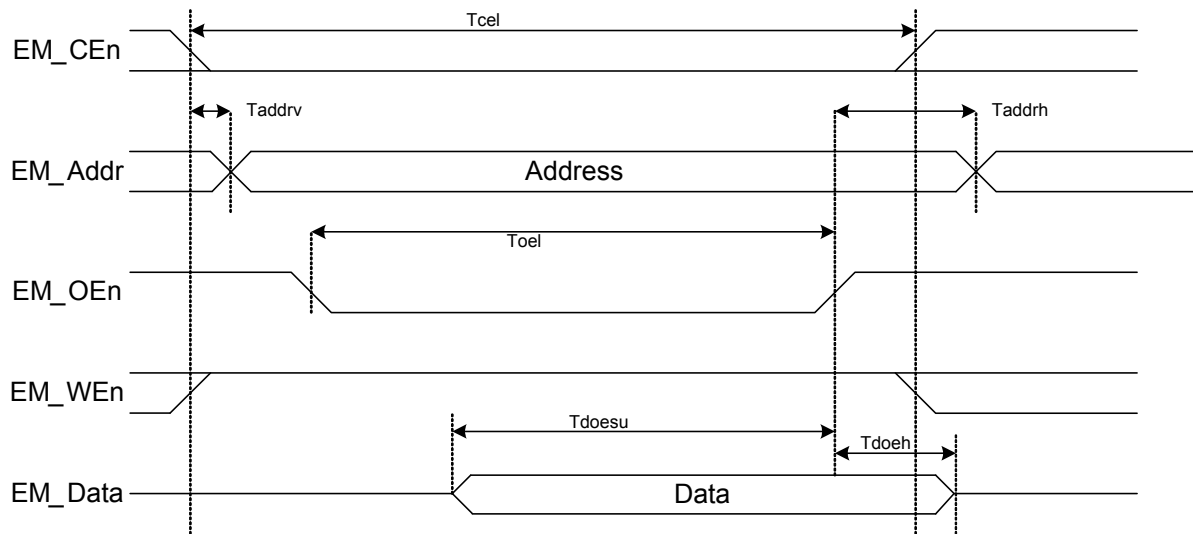 Tcel
EM_CEn
Taddrv
Taddrh
EM_Addr
Address
Toel
EM_OEn
EM_WEn
Tdoesu
Tdoeh
EM_Data
Data